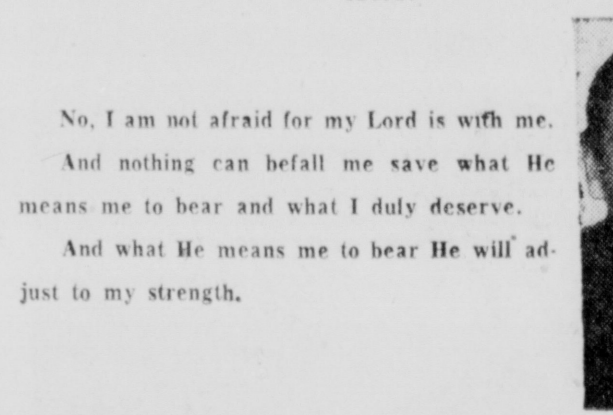 No, I am not afraid for my Lord is with me.
And nothing can befall me save what He
means me to bear and what I duly deserve.
And what He means me to bear He will ad-
just to my strength.